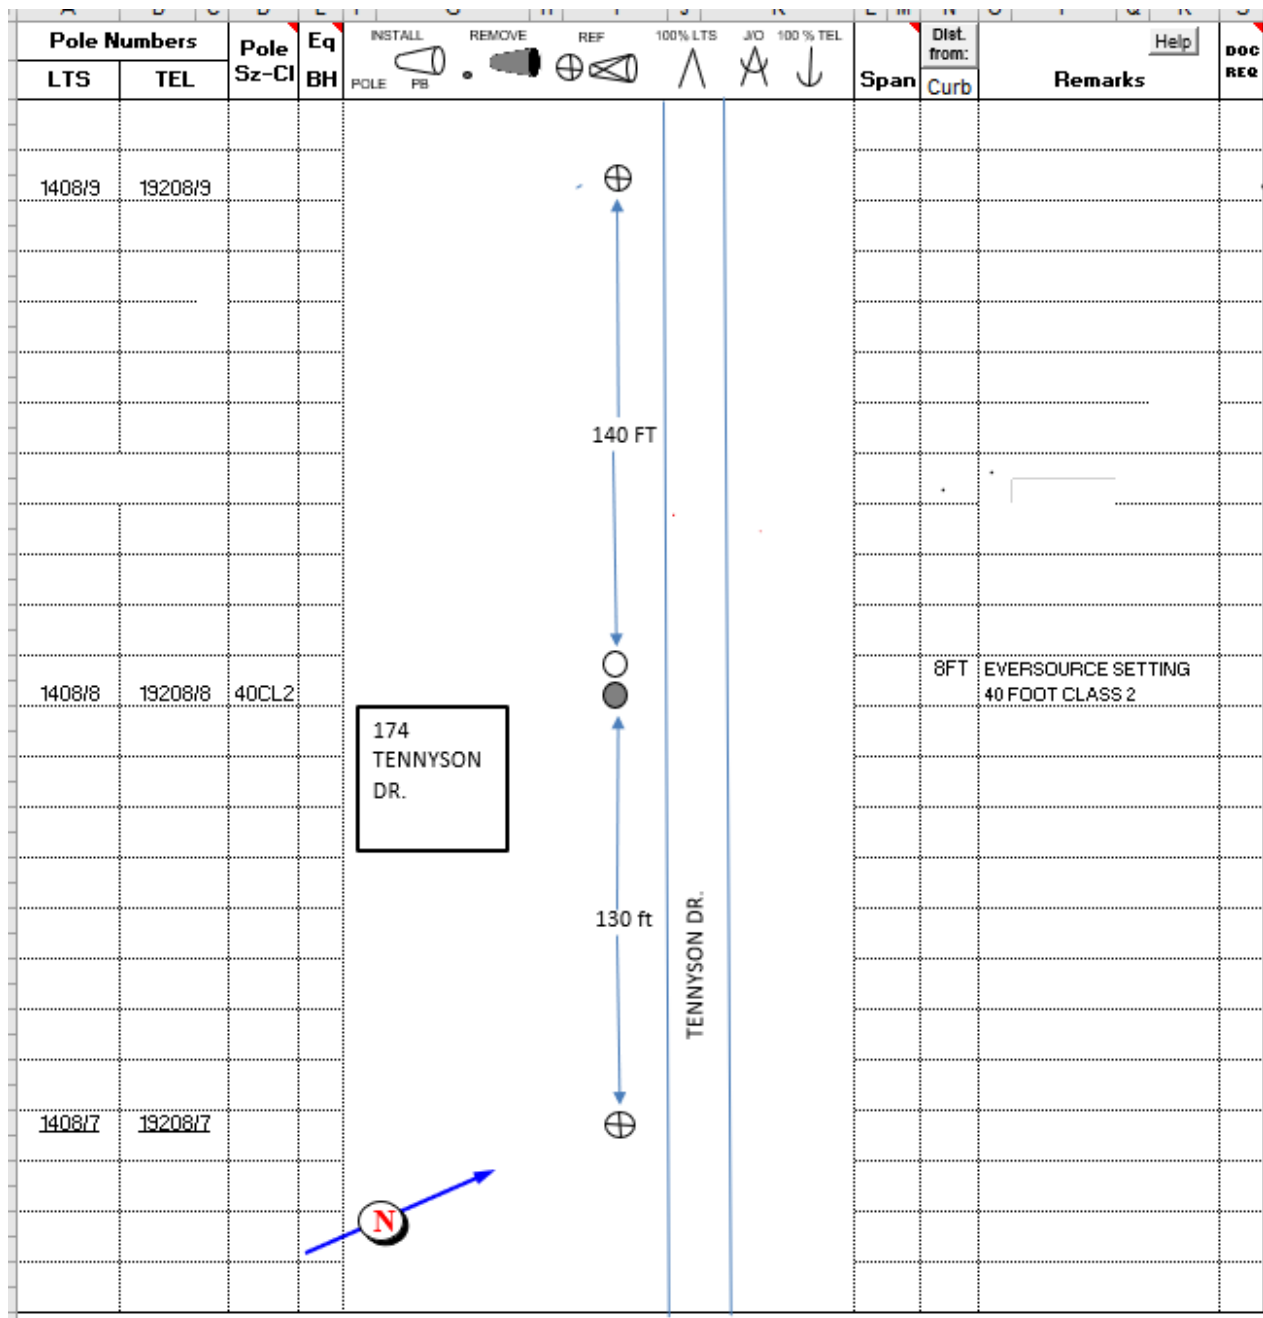 Pole Numbers
LTS
TEL
Pole
Sz-Cl
Eq
BH
INSTALL
REMOVE
REF
100% LTS
J/O
100 % TEL
POLE
PB
Span
Dist.
from:
Curb
Help
Remarks
DOC
REQ
1408/9 19208/9
140 FT
8FT EVERSOURCE SETTING
1408/8 19208/8 40CL2 40 FOOT CLASS 2
174
TENNYSON
DR.
130 ft
TENNYSON DR.
1408/7 19208/7
N